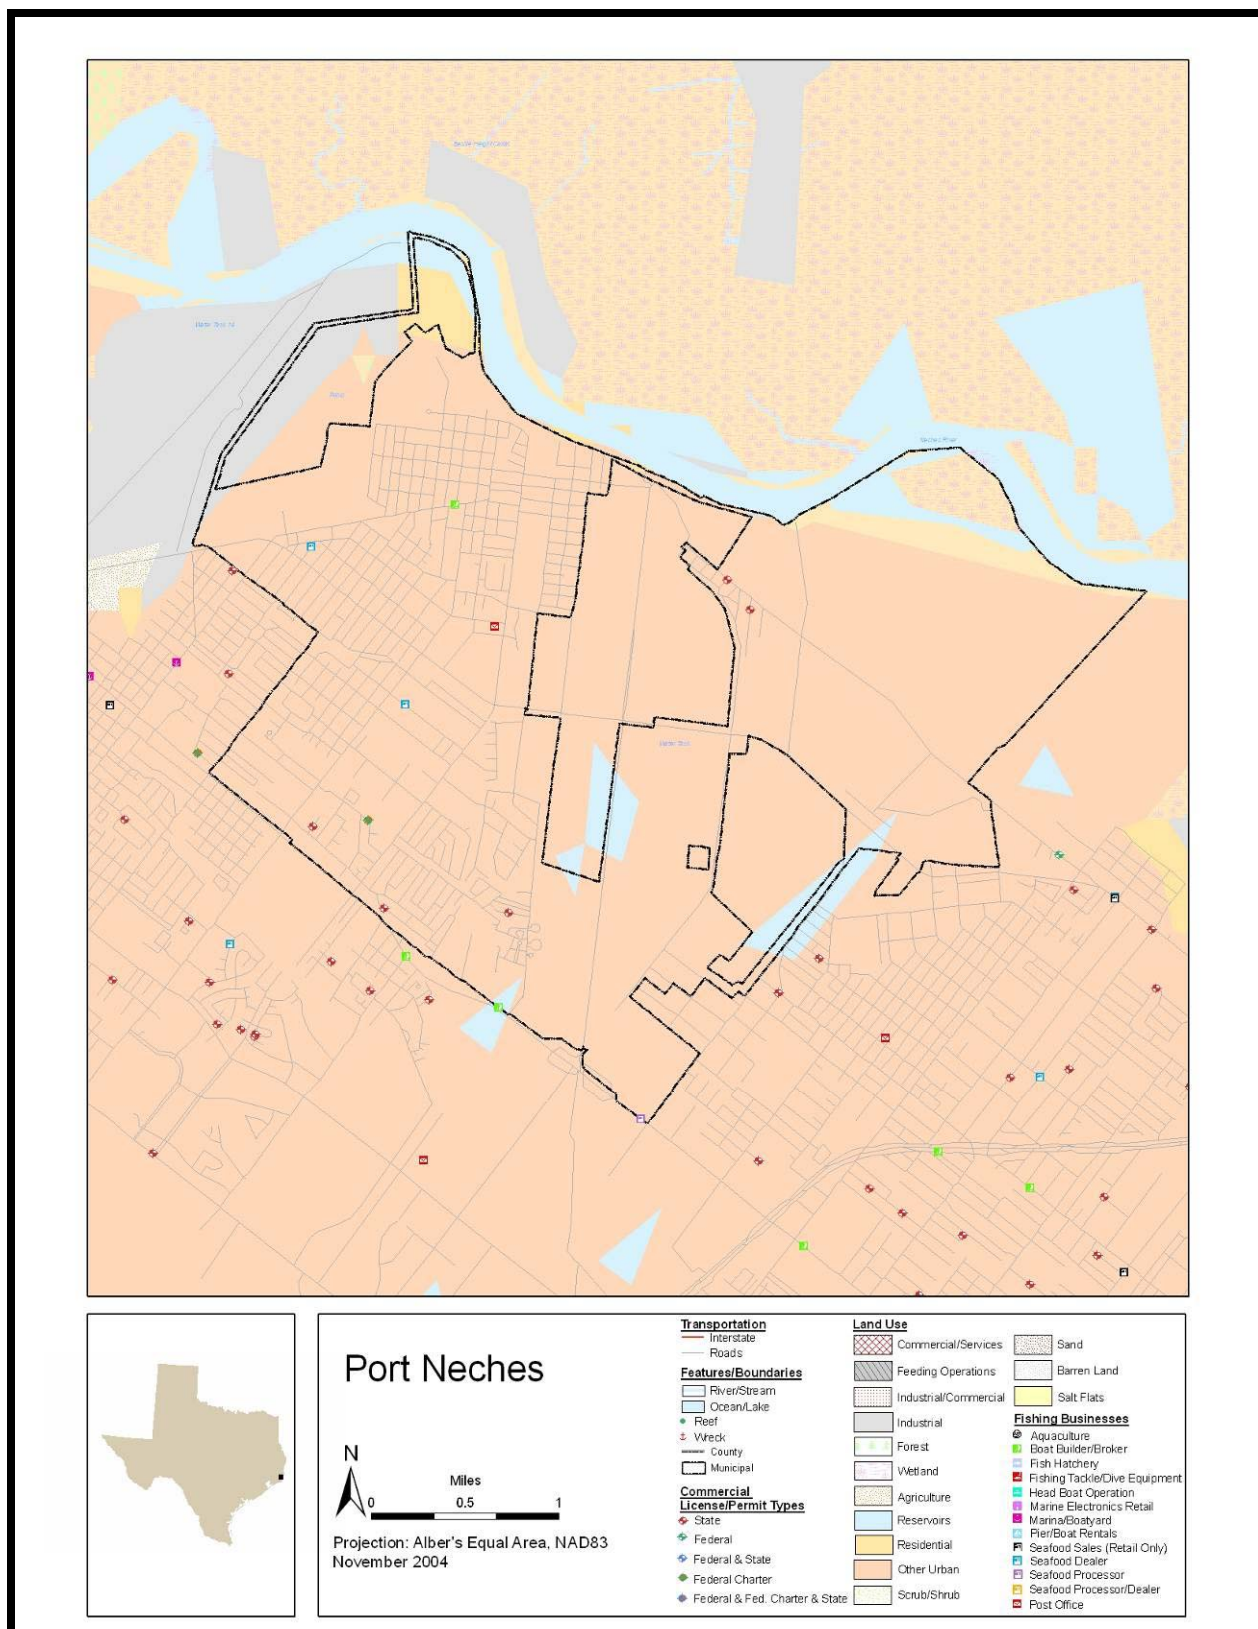 Neches River
Port Neches
N
Miles
0 0.5 1
Projection: Alber's Equal Area, NAD83
November 2004
Transportation
Interstate
Roads
Features/Boundaries
River/Stream
Ocean/Lake
Reef
Wreck
County
Municipal
Commercial
License/Permit Types
State
Federal
Federal & State
Federal Charter
Federal & Fed. Charter & State
Land Use
Commercial/Services
Feeding Operations
Industrial/Commercial
Industrial
Forest
Wetland
Agriculture
Reservoirs
Residential
Other Urban
Scrub/Shrub
Sand
Barren Land
Salt Flats
Fishing Businesses
Aquaculture
Boat Builder/Broker
Fish Hatchery
Fishing Tackle/Dive Equipment
Head Boat Operation
Marine Electronics Retail
Marina/Boatyard
Pier/Boat Rentals
Seafood Sales (Retail Only)
Seafood Dealer
Seafood Processor
Seafood Processor/Dealer
Post Office